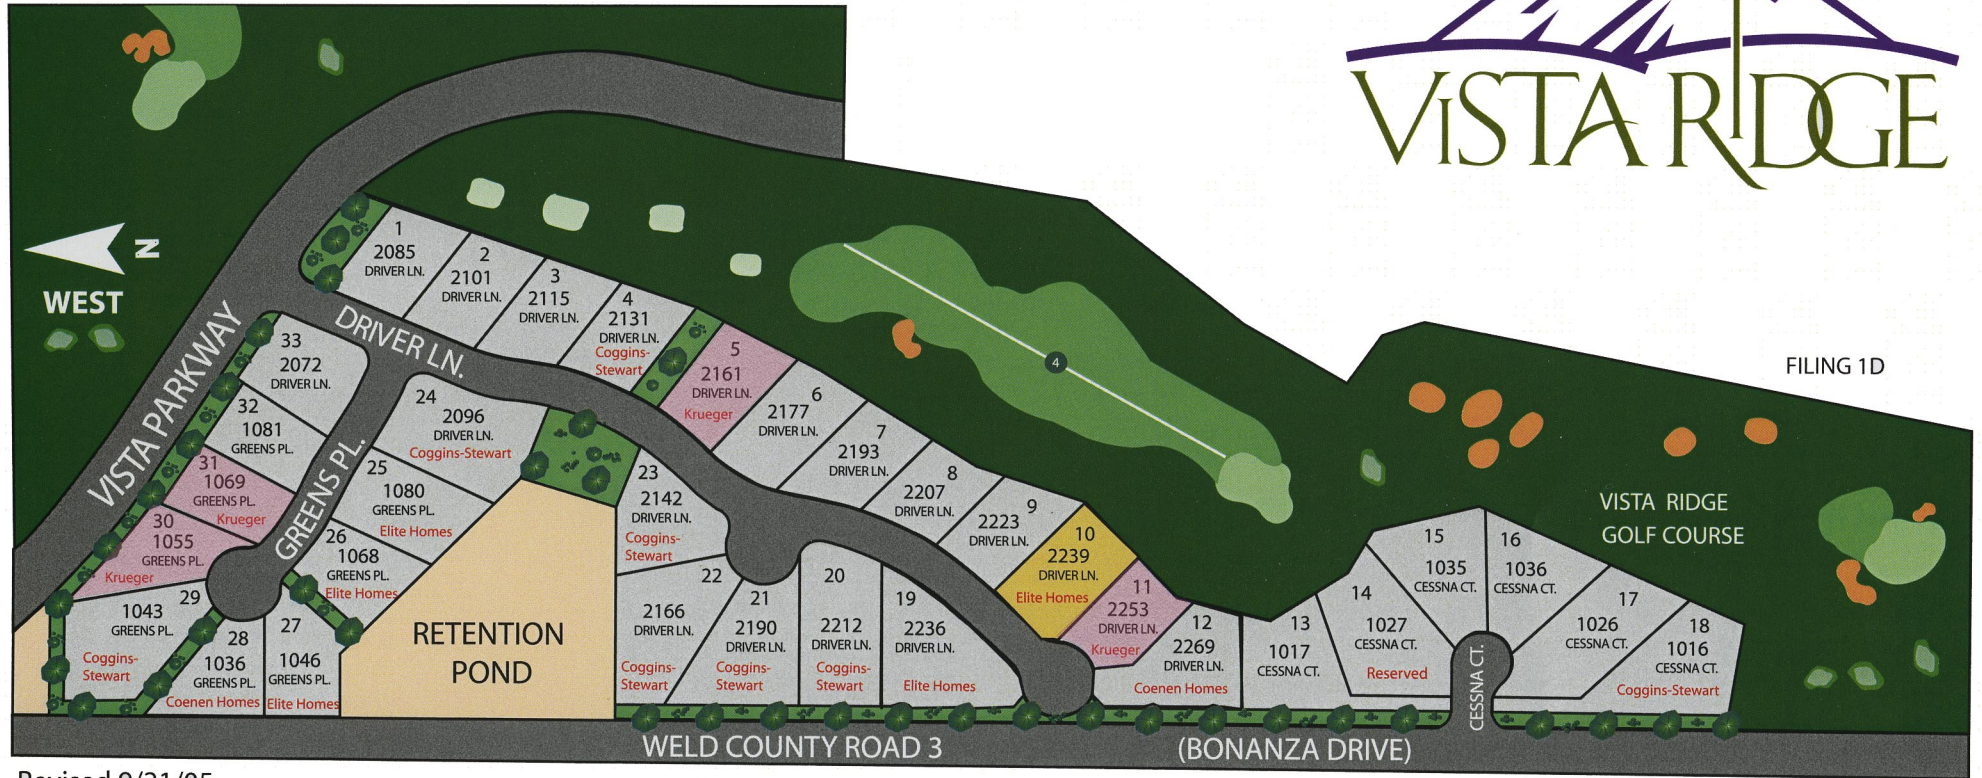 VISTA RIDGE
FILING 1D
N
WEST
VISTA PARKWAY
DRIVER LN.
GREENS PL.
1
2085
DRIVER LN.
2
2101
DRIVER LN.
3
2115
DRIVER LN.
4
2131
DRIVER LN.
Coggins-
Stewart
5
2161
DRIVER LN.
Krueger
6
2177
DRIVER LN.
7
2193
DRIVER LN.
8
2207
DRIVER LN.
9
2223
DRIVER LN.
10
2239
DRIVER LN.
Elite Homes
11
2253
DRIVER LN.
Krueger
12
2269
DRIVER LN.
Coenen Homes
13
1017
CESSNA CT.
14
1027
CESSNA CT.
Reserved
15
1035
CESSNA CT.
16
1036
CESSNA CT.
17
1026
CESSNA CT.
18
1016
CESSNA CT.
Coggins-Stewart
19
2236
DRIVER LN.
Elite Homes
20
2212
DRIVER LN.
Coggins-
Stewart
21
2190
DRIVER LN.
Coggins-
Stewart
22
2166
DRIVER LN.
Coggins-
Stewart
23
2142
DRIVER LN.
Coggins-
Stewart
24
2096
DRIVER LN.
Coggins-Stewart
25
1080
GREENS PL.
Elite Homes
26
1068
GREENS PL.
Elite Homes
27
1046
GREENS PL.
Elite Homes
28
1036
GREENS PL.
Coenen Homes
29
1043
GREENS PL.
Coggins-
Stewart
30
1055
GREENS PL.
Krueger
31
1069
GREENS PL.
Krueger
32
1081
GREENS PL.
33
2072
DRIVER LN.
4
VISTA RIDGE
GOLF COURSE
RETENTION
POND
CESSNA CT.
WELD COUNTY ROAD 3
(BONANZA DRIVE)
Revised 9/21/05